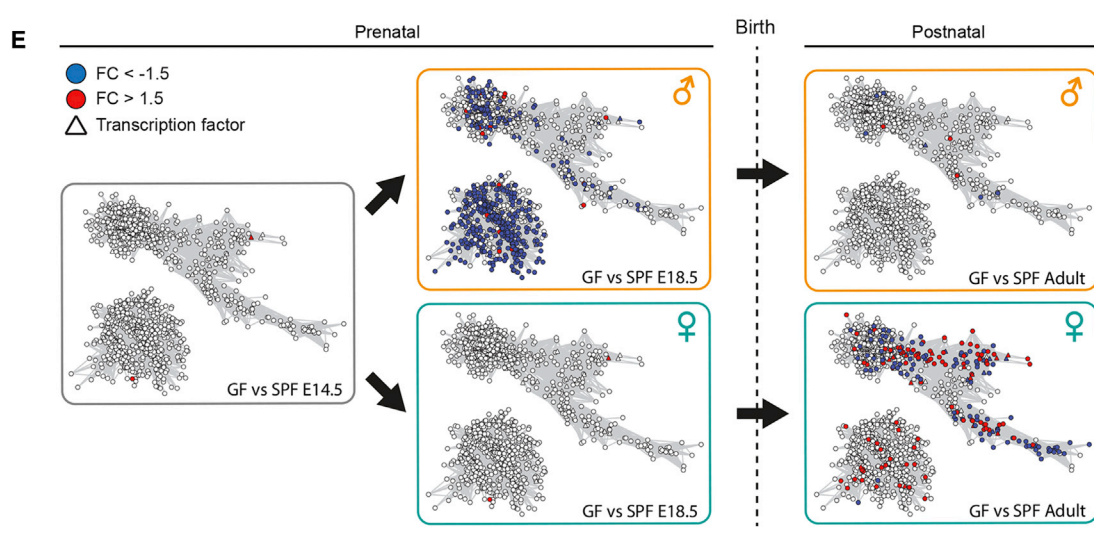 E
Prenatal
Birth
Postnatal
FC < -1.5
FC > 1.5
Transcription factor
♂
♂
GF vs SPF E14.5
GF vs SPF E18.5
GF vs SPF Adult
♀
♀
GF vs SPF E18.5
GF vs SPF Adult